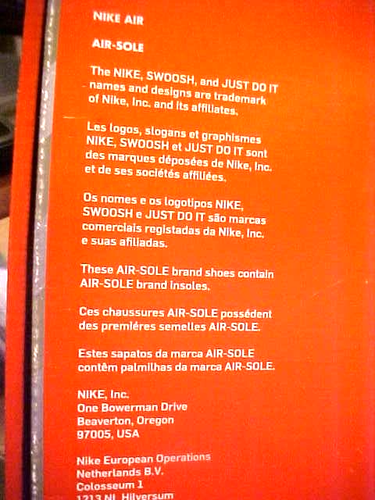 NIKE AIR
AIR-SOLE
The NIKE, SWOOSH, and JUST DO IT
names and designs are trademark
of Nike, Inc. and its affiliates.
Les logos, slogans et graphismes
NIKE, SWOOSH et JUST DO IT sont
des marques déposées de Nike, Inc.
et de ses sociétés affiliées.
Os nomes e os logotipos NIKE,
SWOOSH e JUST DO IT são marcas
comerciais registadas da Nike, Inc.
e suas afiliadas.
These AIR-SOLE brand shoes contain
AIR-SOLE brand insoles.
Ces chaussures AIR-SOLE possédent
des premiéres semelles AIR-SOLE.
Estes sapatos da marca AIR-SOLE
contêm palmilhas da marca AIR-SOLE.
NIKE, Inc.
One Bowerman Drive
Beaverton, Oregon
97005, USA
Nike European Operations
Netherlands B.V.
Colosseum 1
1213 NL Hilversum